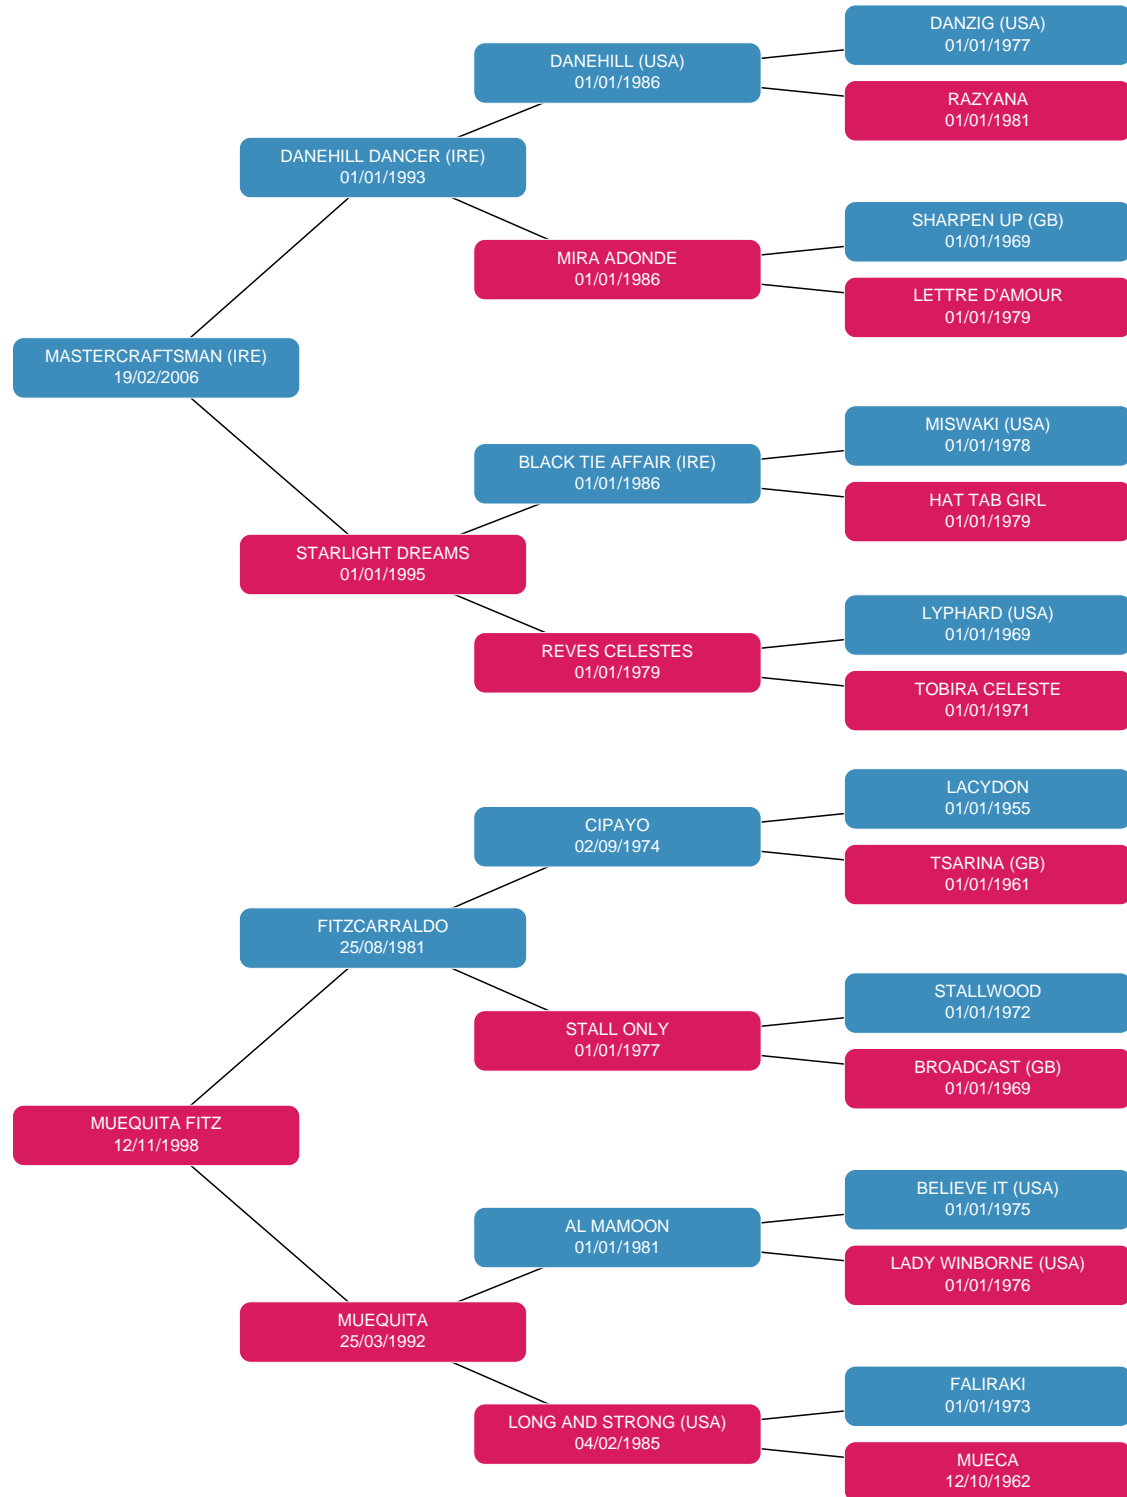 DANZIG (USA)
01/01/1977
DANEHILL (USA)
01/01/1986
RAZYANA
01/01/1981
DANEHILL DANCER (IRE)
01/01/1993
SHARPEN UP (GB)
01/01/1969
MIRA ADONDE
01/01/1986
LETTRE D'AMOUR
01/01/1979
MASTERCRAFTSMAN (IRE)
19/02/2006
MISWAKI (USA)
01/01/1978
BLACK TIE AFFAIR (IRE)
01/01/1986
HAT TAB GIRL
01/01/1979
STARLIGHT DREAMS
01/01/1995
LYPHARD (USA)
01/01/1969
REVES CELESTES
01/01/1979
TOBIRA CELESTE
01/01/1971
LACYDON
01/01/1955
CIPAYO
02/09/1974
TSARINA (GB)
01/01/1961
FITZCARRALDO
25/08/1981
STALLWOOD
01/01/1972
STALL ONLY
01/01/1977
BROADCAST (GB)
01/01/1969
MUEQUITA FITZ
12/11/1998
BELIEVE IT (USA)
01/01/1975
AL MAMOON
01/01/1981
LADY WINBORNE (USA)
01/01/1976
MUEQUITA
25/03/1992
FALIRAKI
01/01/1973
LONG AND STRONG (USA)
04/02/1985
MUECA
12/10/1962